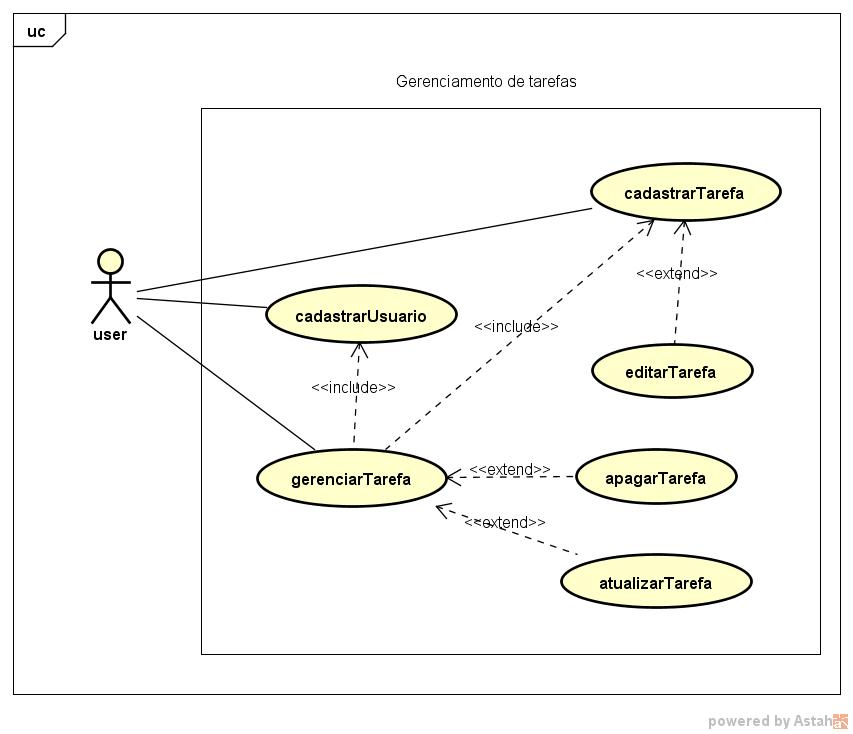 uc
Gerenciamento de tarefas
cadastrarTarefa
<<extend>>
cadastrarUsuario
<<include>>
user
editarTarefa
<<include>>
gerenciarTarefa
<<extend>>
apagarTarefa
<<extend>>
atualizarTarefa
powered by Astah